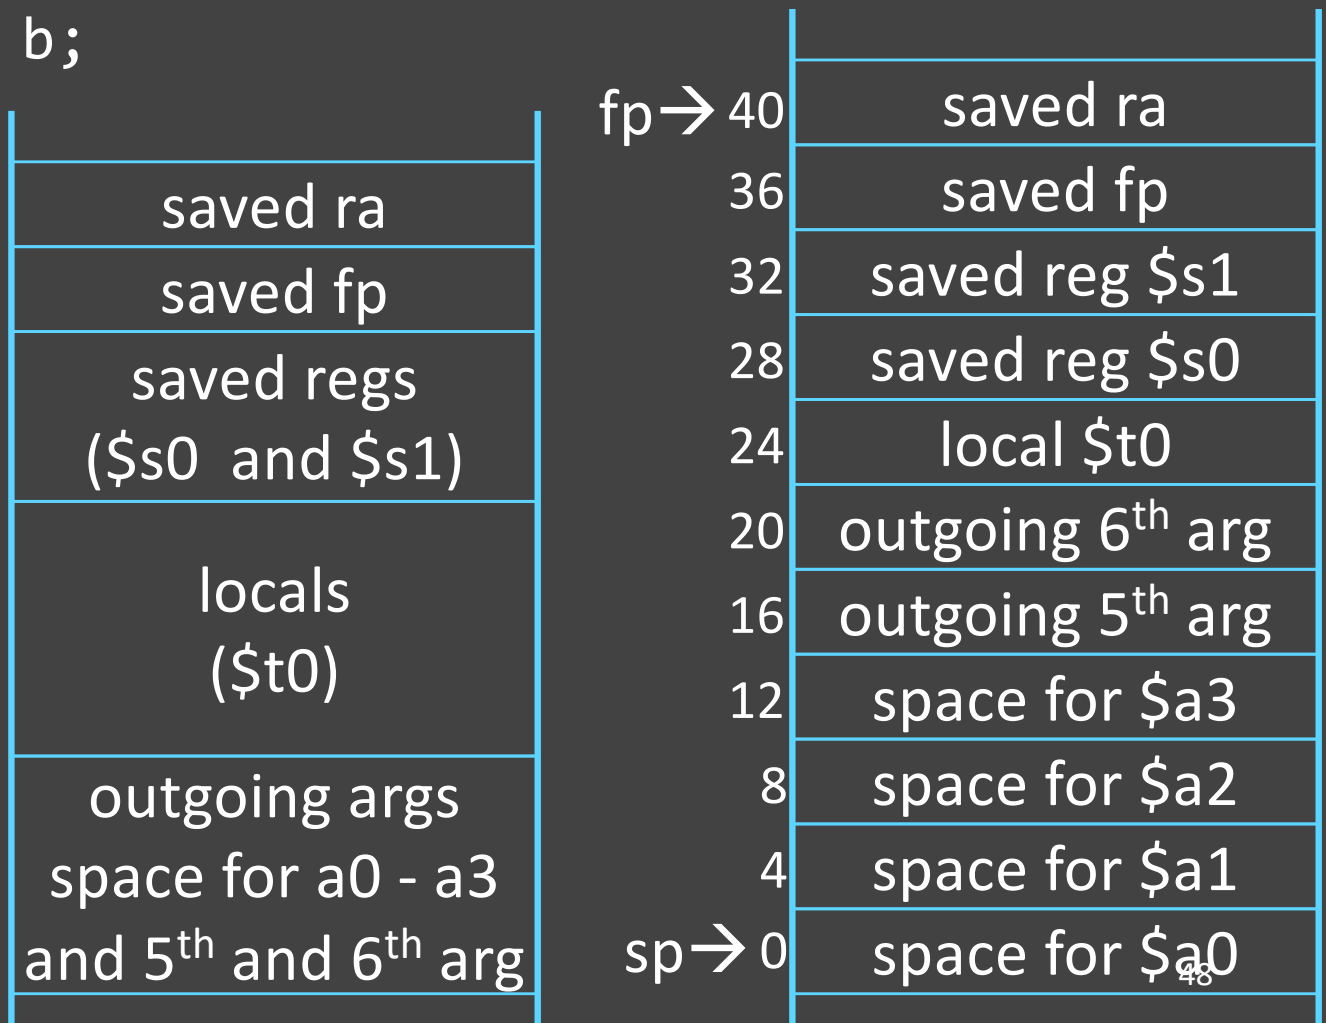 b;
saved ra
saved fp
saved regs
($s0 and $s1)
locals
($t0)
outgoing args
space for a0 - a3
and 5th and 6th arg
fp→ 40 saved ra
36 saved fp
32 saved reg $s1
28 saved reg $s0
24 local $t0
20 outgoing 6th arg
16 outgoing 5th arg
12 space for $a3
8 space for $a2
4 space for $a1
sp→ 0 space for $a0
48